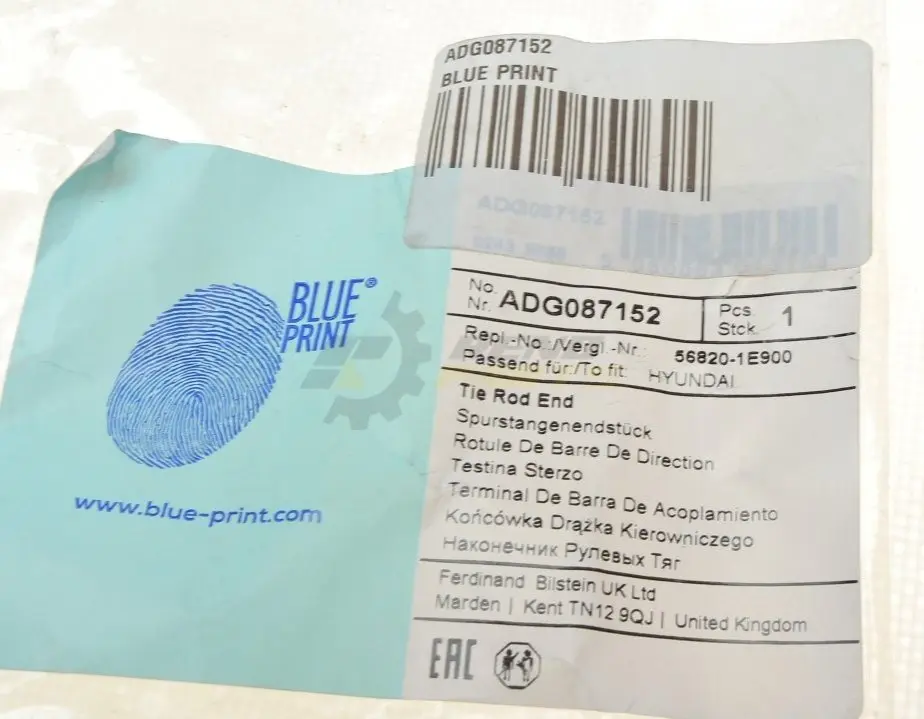 ADG087152
BLUE PRINT
ADG087152
BLUE®
PRINT
www.blue-print.com
No.
Nr. ADG087152
Pcs.
Stck. 1
Repl.-No.:/Vergl.-Nr.: 56820-1E900
Passend für:/To fit: HYUNDAI
Tie Rod End
Spurstangenendstück
Rotule De Barre De Direction
Testina Sterzo
Terminal De Barra De Acoplamiento
Końcówka Drążka Kierowniczego
Наконечник Рулевых Тяг
Ferdinand Bilstein UK Ltd
Marden | Kent TN12 9QJ | United Kingdom
EAC